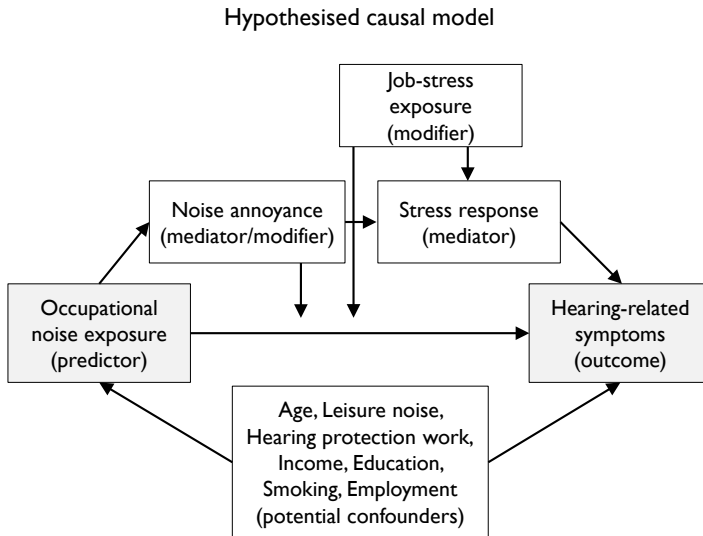 Hypothesised causal model
Job-stress
exposure
(modifier)
Noise annoyance
(mediator/modifier)
Stress response
(mediator)
Occupational
noise exposure
(predictor)
Hearing-related
symptoms
(outcome)
Age, Leisure noise,
Hearing protection work,
Income, Education,
Smoking, Employment
(potential confounders)